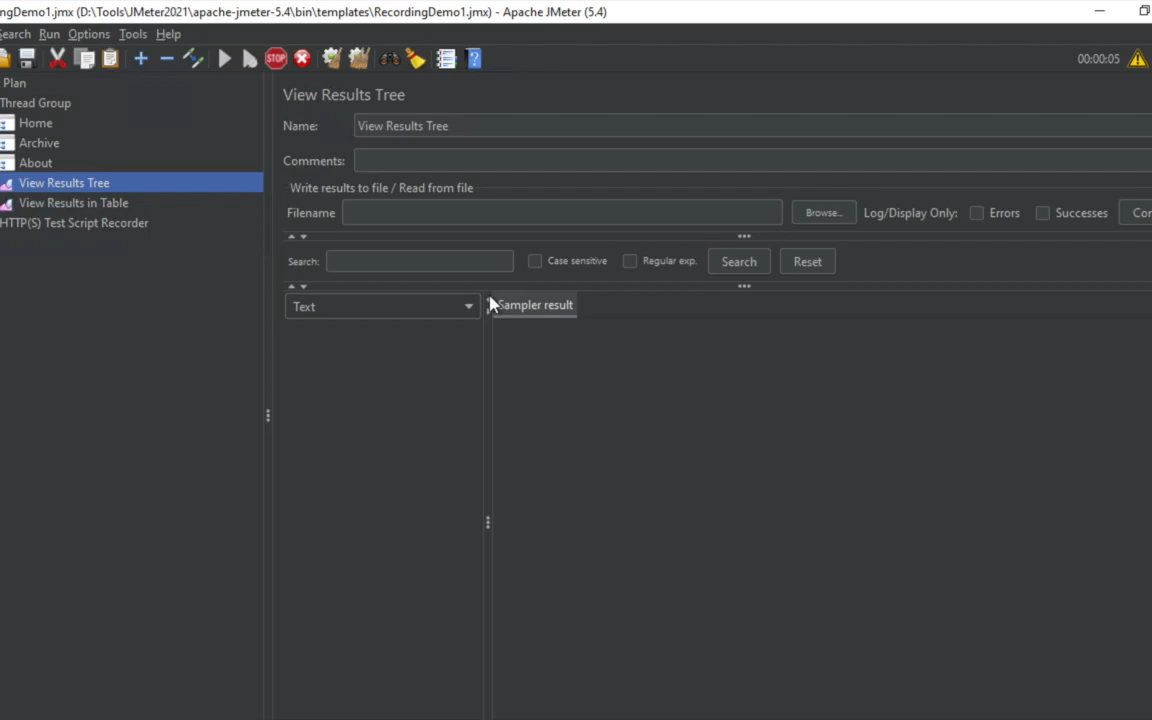 ngDemo1.jmx (D:\Tools\JMeter2021\apache-jmeter-5.4\bin\templates\RecordingDemo1.jmx) - Apache JMeter (5.4)
Search Run Options Tools Help
STOP
?
00:00:05
Plan
Thread Group
Home
Archive
About
View Results Tree
View Results in Table
HTTP(S) Test Script Recorder
View Results Tree
Name: View Results Tree
Comments:
Write results to file / Read from file
Filename Browse... Log/Display Only: Errors Successes Con
Search: Case sensitive Regular exp. Search Reset
Text
Sampler result